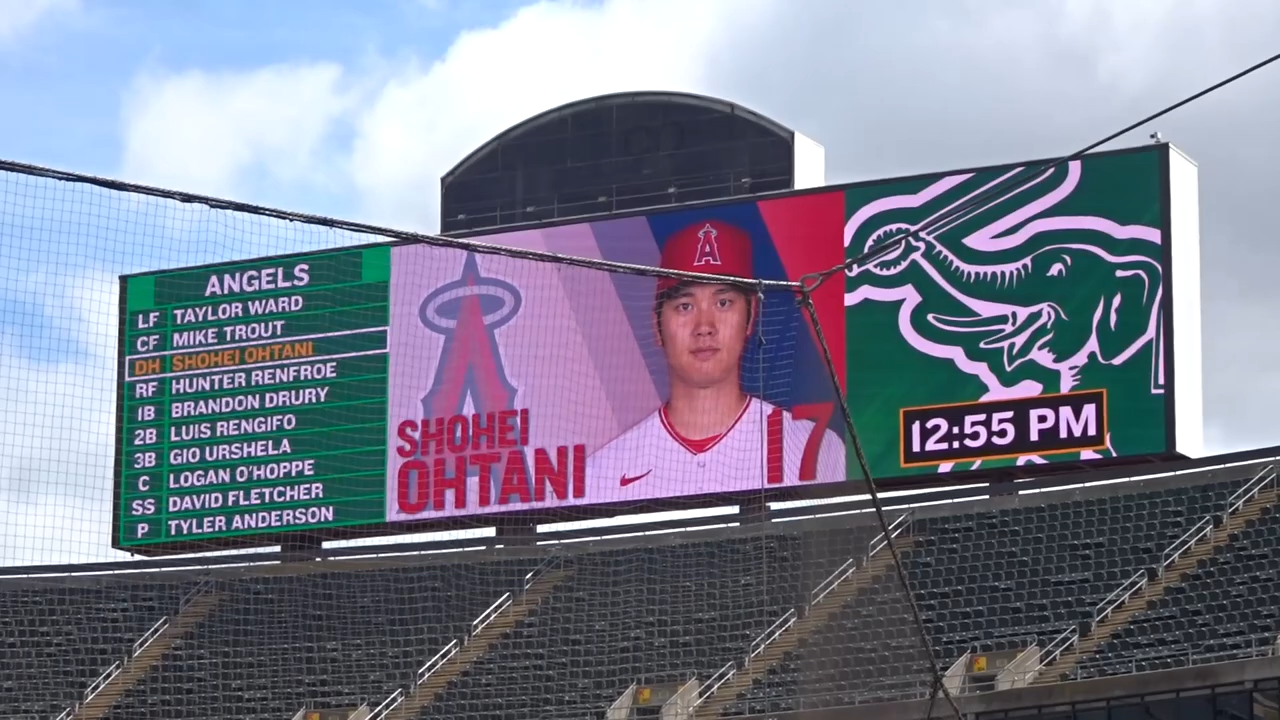 ANGELS
LF TAYLOR WARD
CF MIKE TROUT
DH SHOHEI OHTANI
RF HUNTER RENFROE
1B BRANDON DRURY
2B LUIS RENGIFO
3B GIO URSHELA
C LOGAN O'HOPPE
SS DAVID FLETCHER
P TYLER ANDERSON
A
SHOHEI
OHTANI
A
17
12:55 PM